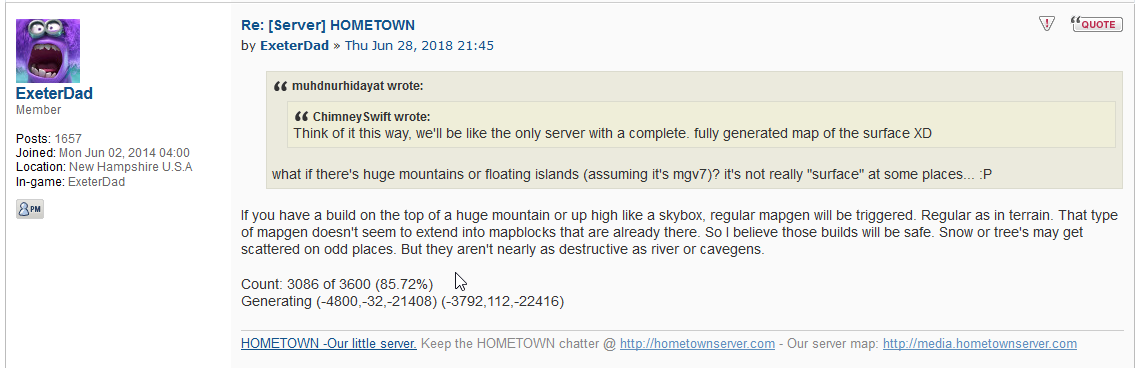 Re: [Server] HOMETOWN
QUOTE
by ExeterDad » Thu Jun 28, 2018 21:45
ExeterDad
Member
Posts: 1657
Joined: Mon Jun 02, 2014 04:00
Location: New Hampshire U.S.A
In-game: ExeterDad
PM
muhdnurhidayat wrote:
ChimneySwift wrote:
Think of it this way, we'll be like the only server with a complete. fully generated map of the surface XD
what if there's huge mountains or floating islands (assuming it's mgv7)? it's not really "surface" at some places... :P
If you have a build on the top of a huge mountain or up high like a skybox, regular mapgen will be triggered. Regular as in terrain. That type
of mapgen doesn't seem to extend into mapblocks that are already there. So I believe those builds will be safe. Snow or tree's may get
scattered on odd places. But they aren't nearly as destructive as river or cavegens.
Count: 3086 of 3600 (85.72%)
Generating (-4800,-32,-21408) (-3792,112,-22416)
HOMETOWN -Our little server. Keep the HOMETOWN chatter @ http://hometownserver.com - Our server map: http://media.hometownserver.com